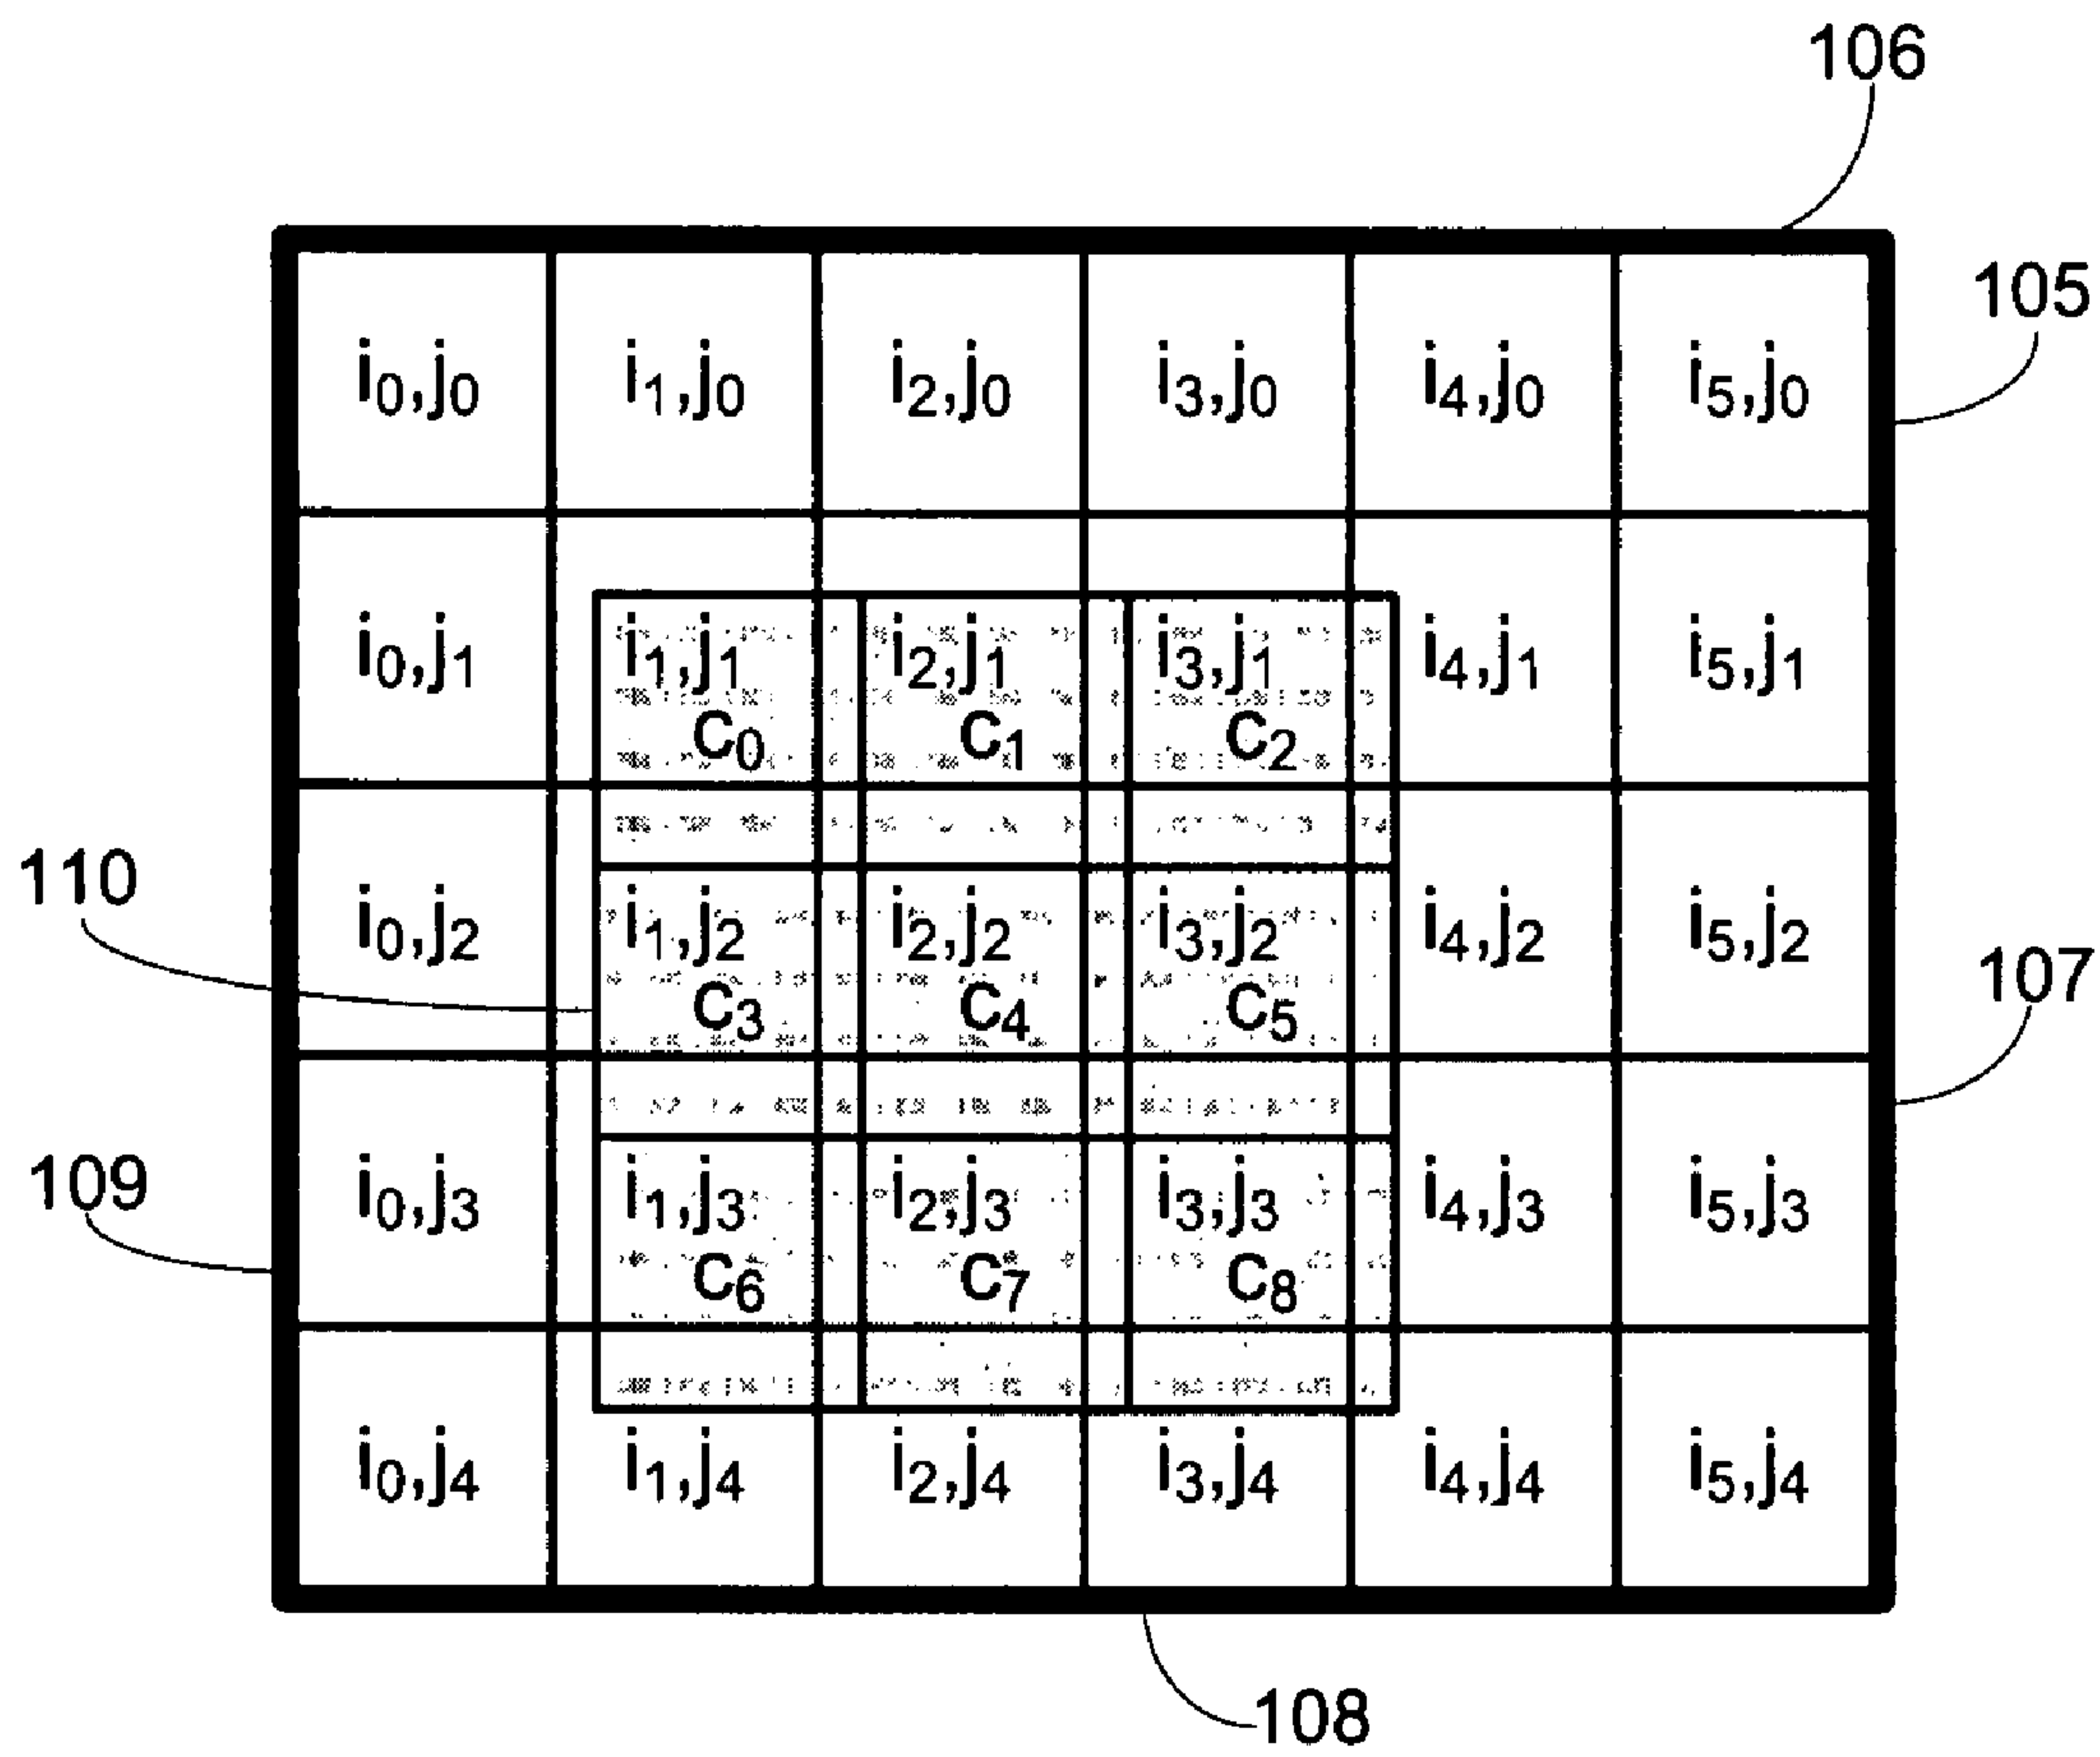 106
105
i₀,j₀ i₁,j₀ i₂,j₀ i₃,j₀ i₄,j₀ i₅,j₀
i₀,j₁ i₁,j₁ i₂,j₁ i₃,j₁ i₄,j₁ i₅,j₁
C₀ C₁ C₂
110
i₀,j₂ i₁,j₂ i₂,j₂ i₃,j₂ i₄,j₂ i₅,j₂
107
C₃ C₄ C₅
109
i₀,j₃ i₁,j₃ i₂,j₃ i₃,j₃ i₄,j₃ i₅,j₃
C₆ C₇ C₈
i₀,j₄ i₁,j₄ i₂,j₄ i₃,j₄ i₄,j₄ i₅,j₄
108